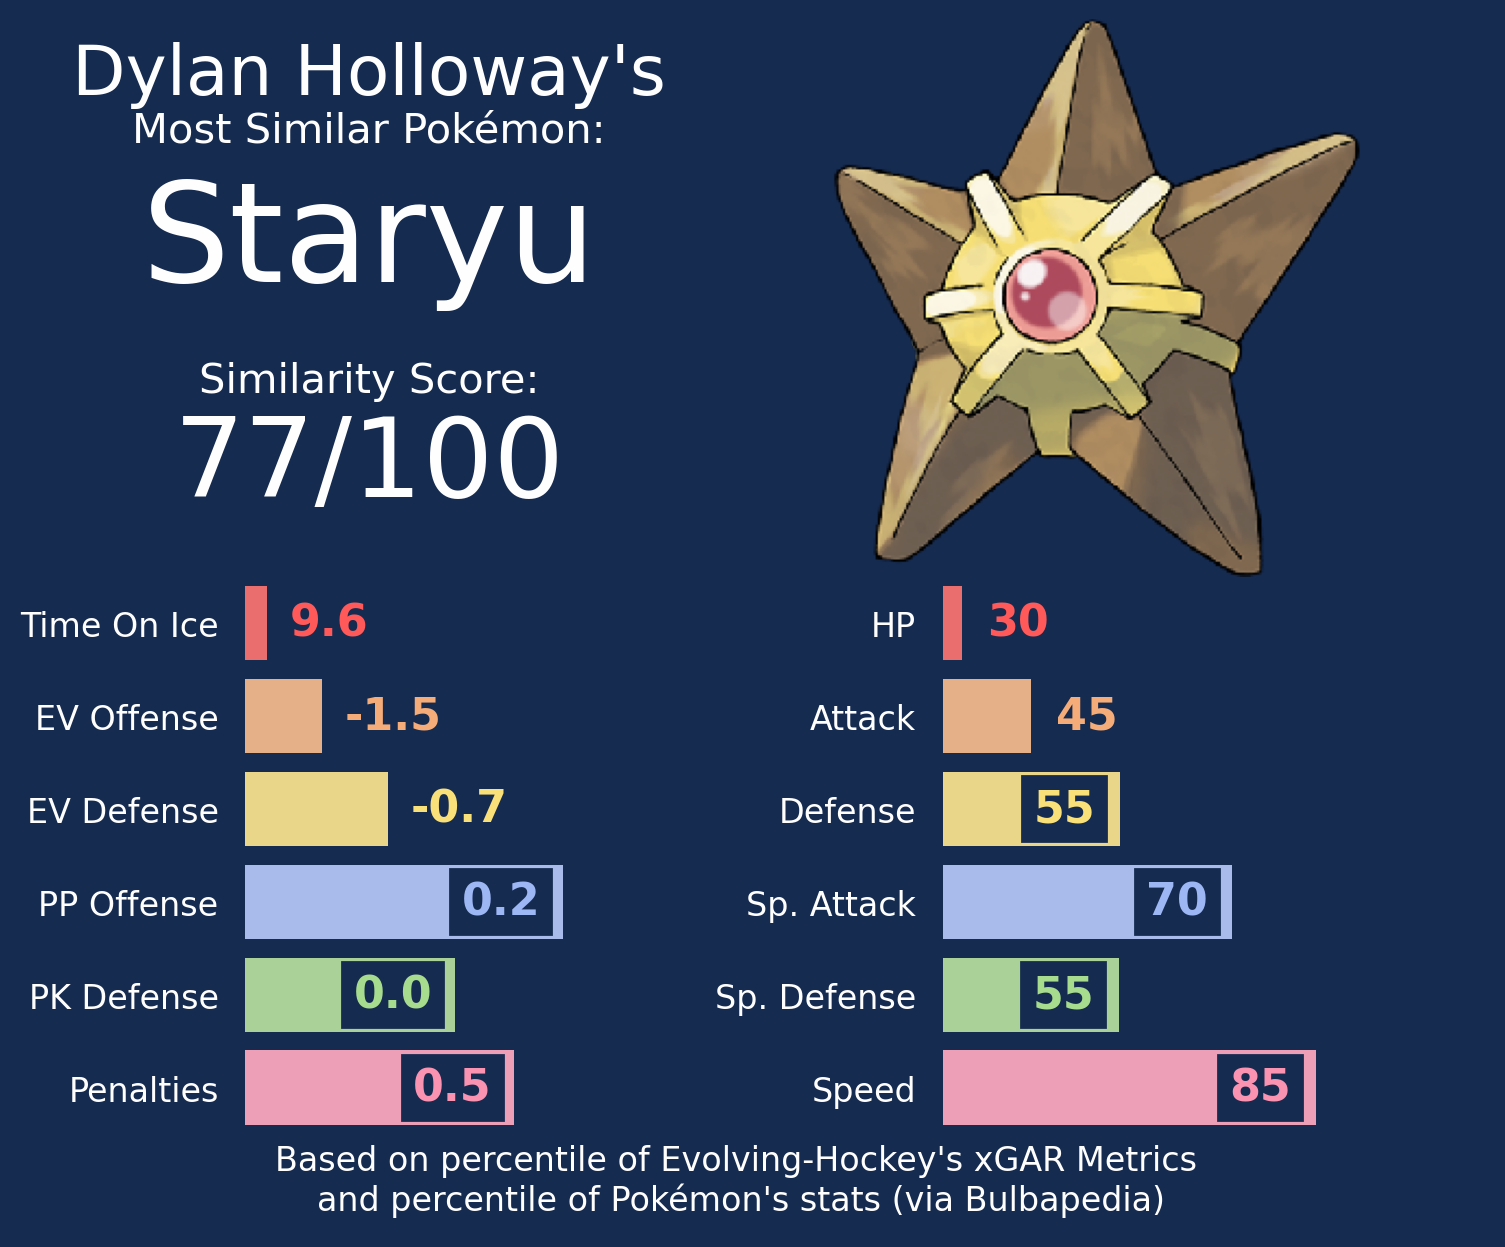 Dylan Holloway's
Most Similar Pokémon:
Staryu
Similarity Score:
77/100
Time On Ice 9.6
EV Offense -1.5
EV Defense -0.7
PP Offense 0.2
PK Defense 0.0
Penalties 0.5
HP 30
Attack 45
Defense 55
Sp. Attack 70
Sp. Defense 55
Speed 85
Based on percentile of Evolving-Hockey's xGAR Metrics
and percentile of Pokémon's stats (via Bulbapedia)